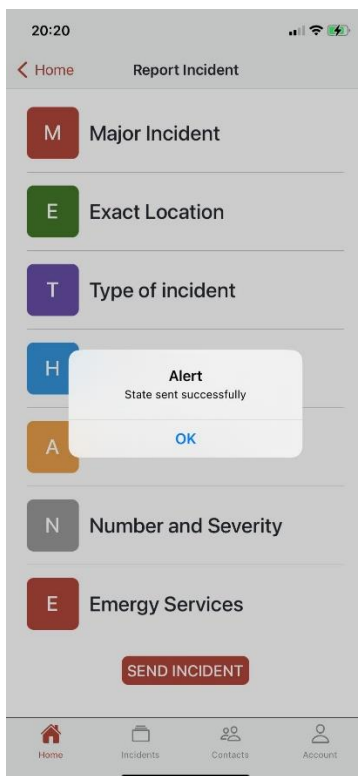 20:20
Home
Report Incident
M
Major Incident
E
Exact Location
T
Type of incident
H
Alert
State sent successfully
OK
A
N
Number and Severity
E
Emergy Services
SEND INCIDENT
Home
Incidents
Contacts
Account